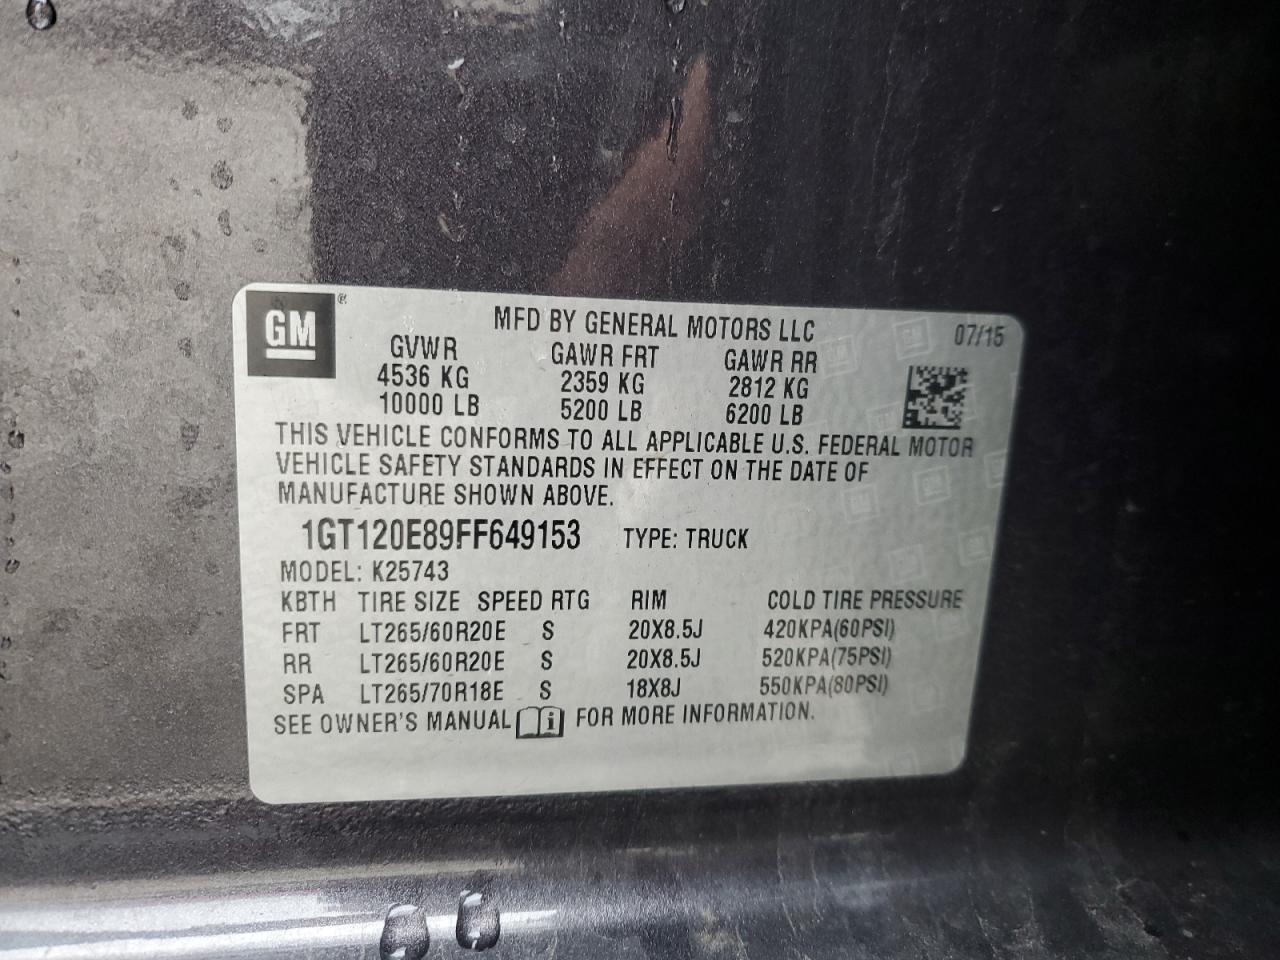 GM ®
MFD BY GENERAL MOTORS LLC 07/15
GVWR GAWR FRT GAWR RR
4536 KG 2359 KG 2812 KG
10000 LB 5200 LB 6200 LB
THIS VEHICLE CONFORMS TO ALL APPLICABLE U.S. FEDERAL MOTOR
VEHICLE SAFETY STANDARDS IN EFFECT ON THE DATE OF
MANUFACTURE SHOWN ABOVE.
1GT120E89FF649153 TYPE: TRUCK
MODEL: K25743
KBTH TIRE SIZE SPEED RTG RIM COLD TIRE PRESSURE
FRT LT265/60R20E S 20X8.5J 420KPA(60PSI)
RR LT265/60R20E S 20X8.5J 520KPA(75PSI)
SPA LT265/70R18E S 18X8J 550KPA(80PSI)
SEE OWNER'S MANUAL i FOR MORE INFORMATION.